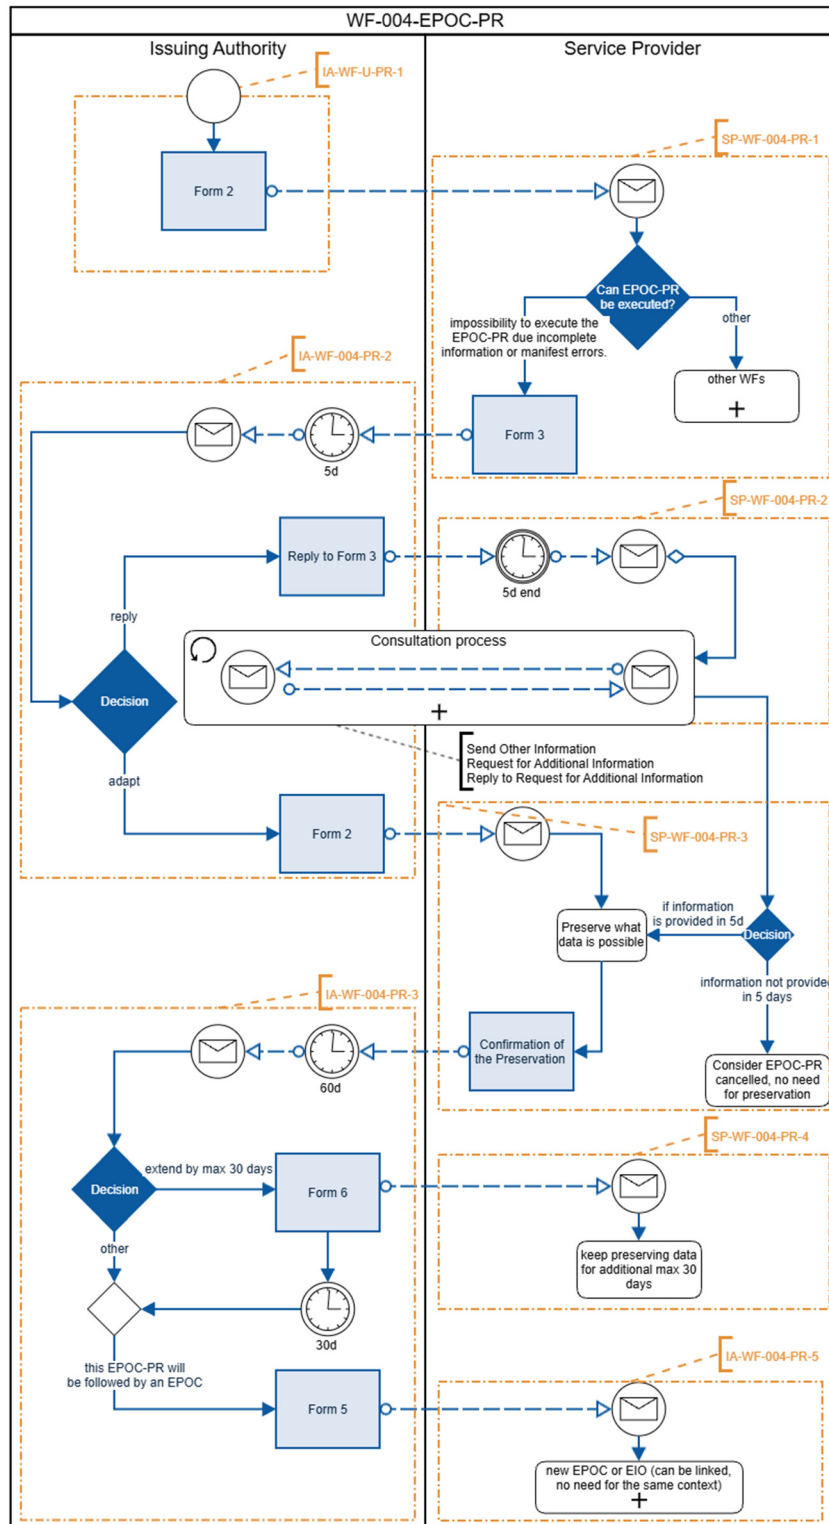 WF-004-EPOC-PR
Issuing Authority
Service Provider
IA-WF-U-PR-1
Form 2
SP-WF-004-PR-1
Can EPOC-PR
be executed?
impossibility to execute the
EPOC-PR due incomplete
information or manifest errors.
other
other WFs
Form 3
IA-WF-004-PR-2
5d
SP-WF-004-PR-2
Reply to Form 3
5d end
reply
Consultation process
Decision
Send Other Information
Request for Additional Information
Reply to Request for Additional Information
adapt
Form 2
SP-WF-004-PR-3
if information
is provided in 5d
Preserve what
data is possible
Decision
information not provided
in 5 days
IA-WF-004-PR-3
60d
Confirmation of
the Preservation
Consider EPOC-PR
cancelled, no need
for preservation
SP-WF-004-PR-4
Decision
extend by max 30 days
Form 6
other
keep preserving data
for additional max 30
days
30d
IA-WF-004-PR-5
this EPOC-PR will
be followed by an EPOC
Form 5
new EPOC or EIO (can be linked,
no need for the same context)